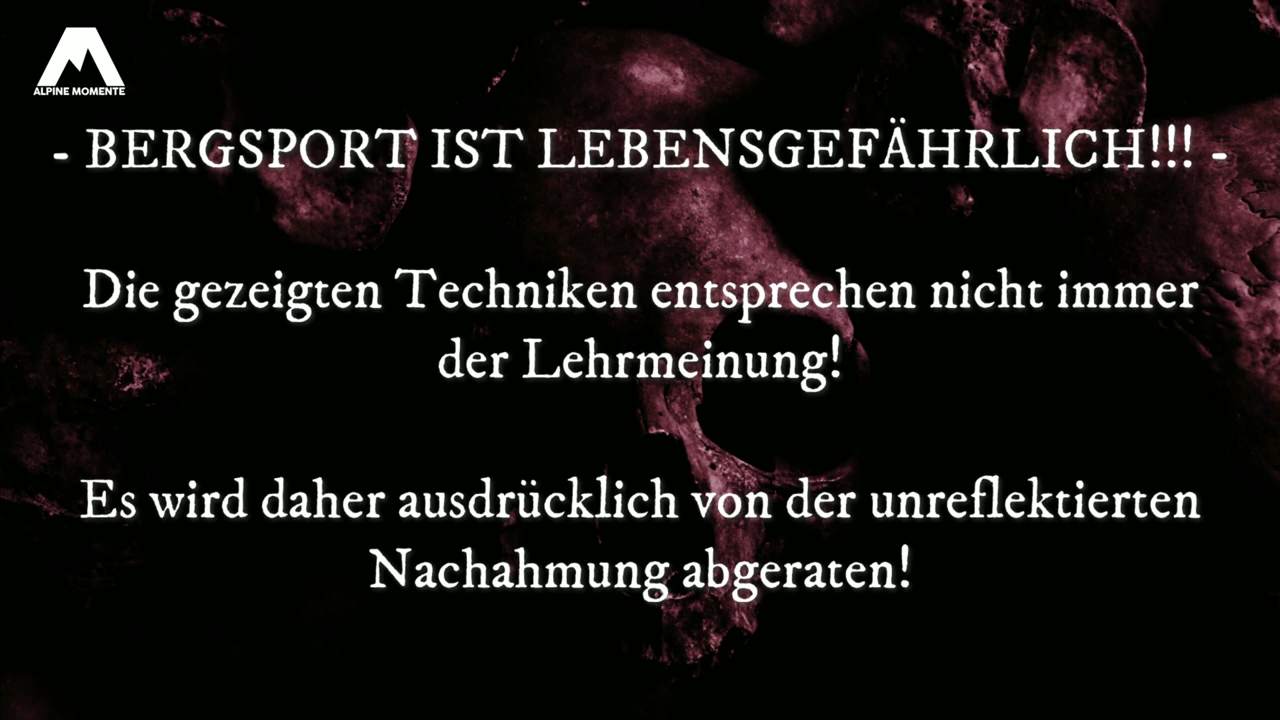 ALPINE MOMENTE
- BERGSPORT IST LEBENSGEFÄHRLICH!!! -
Die gezeigten Techniken entsprechen nicht immer
der Lehrmeinung!
Es wird daher ausdrücklich von der unreflektierten
Nachahmung abgeraten!